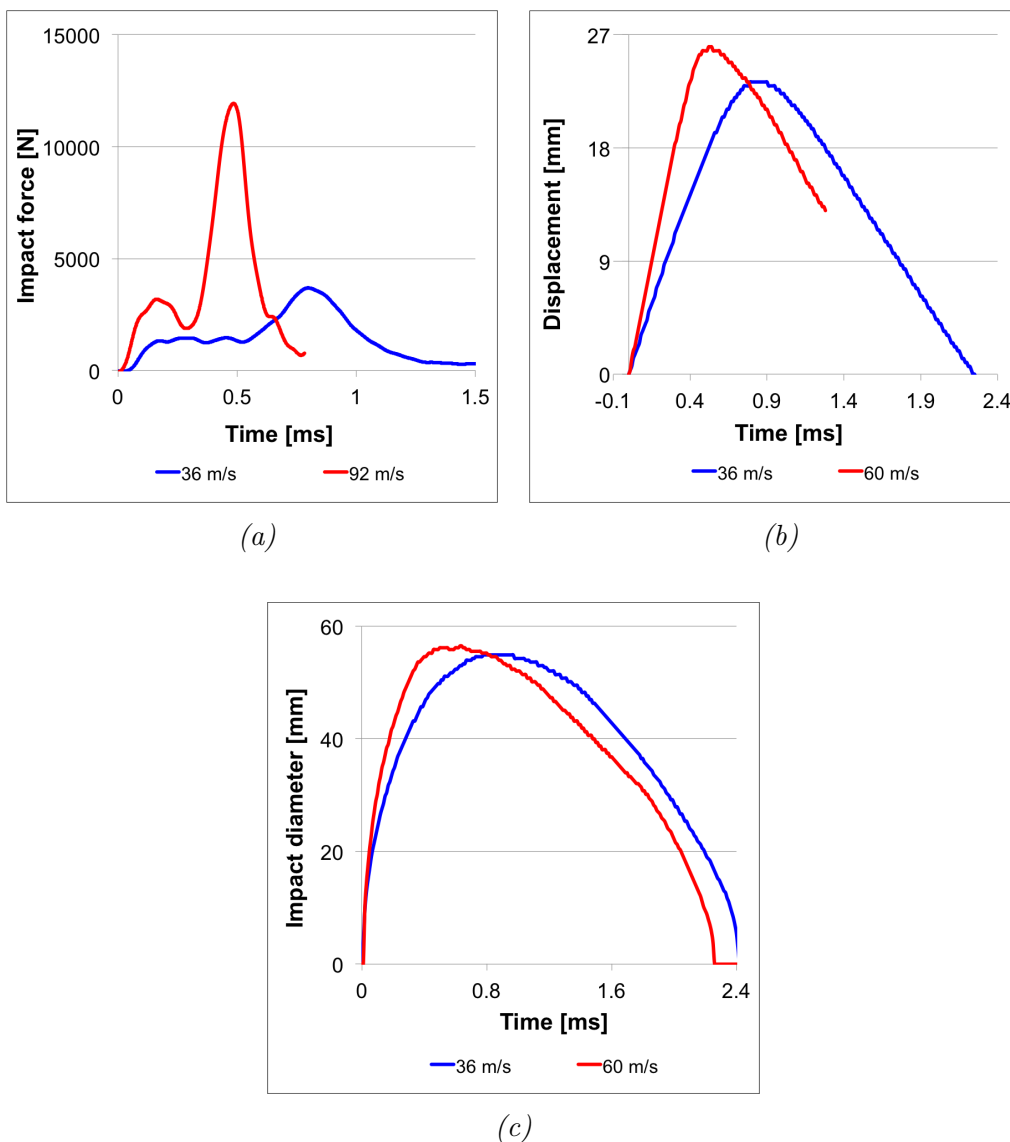 15000
10000
5000
0
Impact force [N]
0 0.5 1 1.5
Time [ms]
36 m/s 92 m/s
(a)
27
18
9
0
Displacement [mm]
-0.1 0.4 0.9 1.4 1.9 2.4
Time [ms]
36 m/s 60 m/s
(b)
60
40
20
0
Impact diameter [mm]
0 0.8 1.6 2.4
Time [ms]
36 m/s 60 m/s
(c)